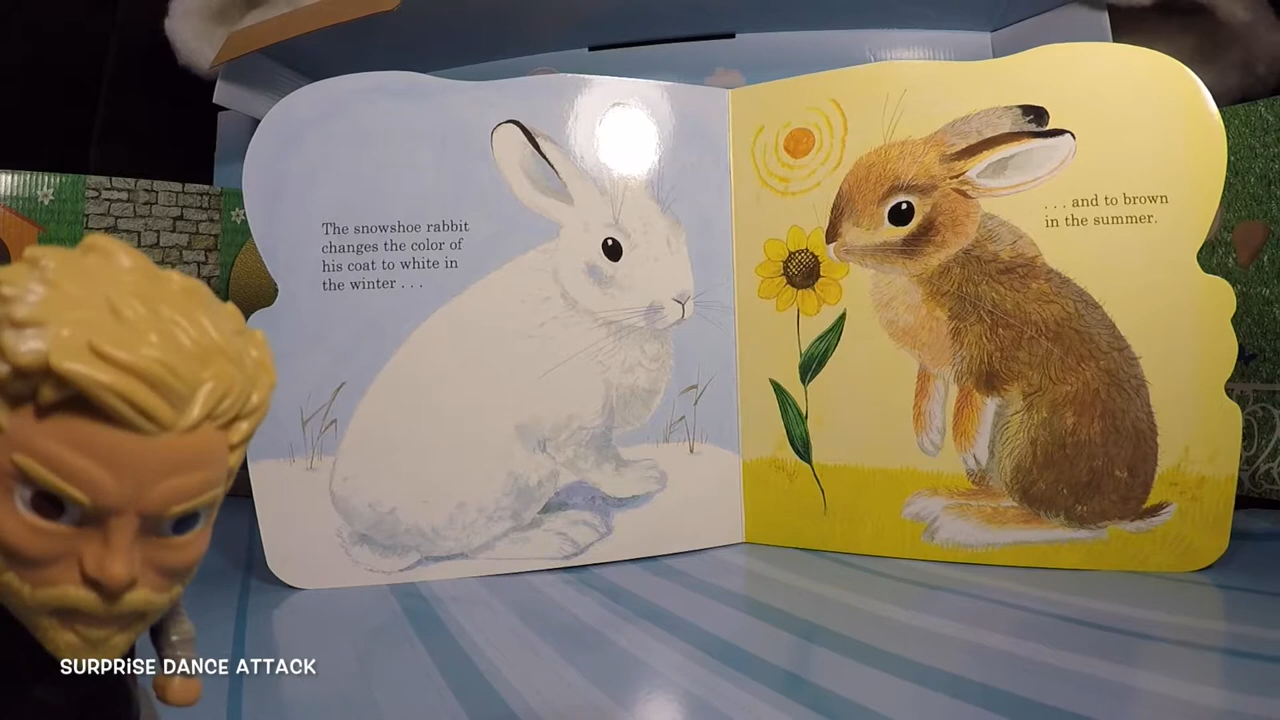 The snowshoe rabbit
changes the color of
his coat to white in
the winter . . .
. . . and to brown
in the summer.
SURPRiSE DANCE ATTACK